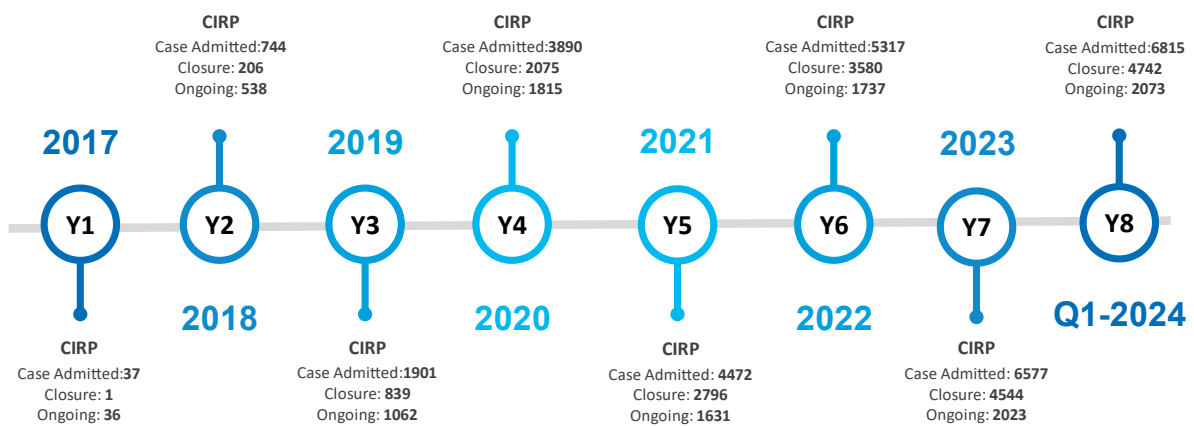 CIRP
Case Admitted:744
Closure: 206
Ongoing: 538
CIRP
Case Admitted:3890
Closure: 2075
Ongoing: 1815
CIRP
Case Admitted:5317
Closure: 3580
Ongoing: 1737
CIRP
Case Admitted:6815
Closure: 4742
Ongoing: 2073
2017
2019
2021
2023
Y1
Y2
Y3
Y4
Y5
Y6
Y7
Y8
2018
2020
2022
Q1-2024
CIRP
Case Admitted:37
Closure: 1
Ongoing: 36
CIRP
Case Admitted:1901
Closure: 839
Ongoing: 1062
CIRP
Case Admitted: 4472
Closure: 2796
Ongoing: 1631
CIRP
Case Admitted: 6577
Closure: 4544
Ongoing: 2023